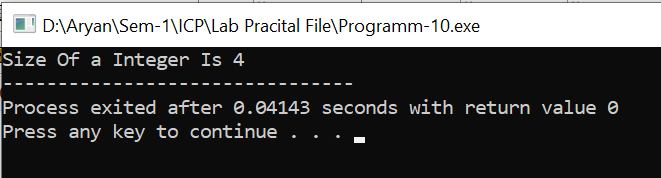 D:\Aryan\Sem-1\ICP\Lab Pracital File\Programm-10.exe
Size Of a Integer Is 4
--------------------------------
Process exited after 0.04143 seconds with return value 0
Press any key to continue . . .